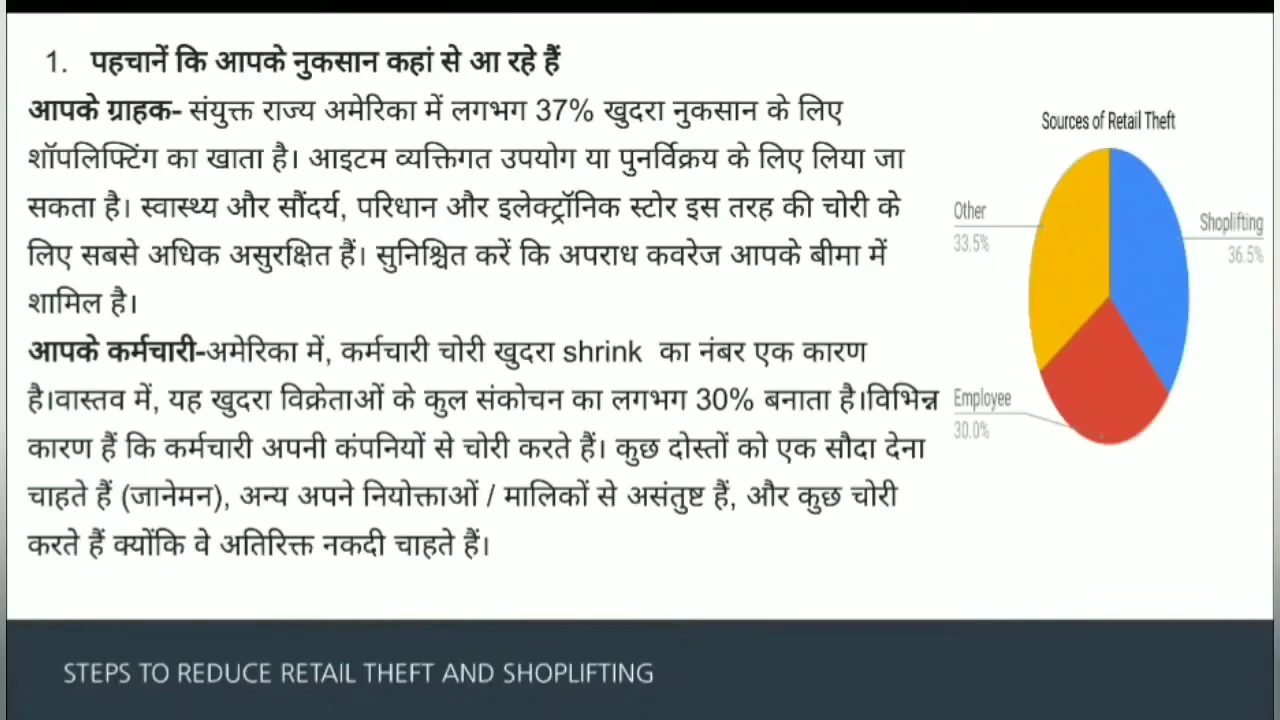 1. पहचानें कि आपके नुकसान कहां से आ रहे हैं
आपके ग्राहक- संयुक्त राज्य अमेरिका में लगभग 37% खुदरा नुकसान के लिए
शॉपलिफ्टिंग का खाता है। आइटम व्यक्तिगत उपयोग या पुनर्विक्रय के लिए लिया जा
सकता है। स्वास्थ्य और सौंदर्य, परिधान और इलेक्ट्रॉनिक स्टोर इस तरह की चोरी के
लिए सबसे अधिक असुरक्षित हैं। सुनिश्चित करें कि अपराध कवरेज आपके बीमा में
शामिल है।
आपके कर्मचारी-अमेरिका में, कर्मचारी चोरी खुदरा shrink का नंबर एक कारण
है।वास्तव में, यह खुदरा विक्रेताओं के कुल संकोचन का लगभग 30% बनाता है।विभिन्न
कारण हैं कि कर्मचारी अपनी कंपनियों से चोरी करते हैं। कुछ दोस्तों को एक सौदा देना
चाहते हैं (जानेमन), अन्य अपने नियोक्ताओं / मालिकों से असंतुष्ट हैं, और कुछ चोरी
करते हैं क्योंकि वे अतिरिक्त नकदी चाहते हैं।
Sources of Retail Theft
Other
33.5%
Shoplifting
36.5%
Employee
30.0%
STEPS TO REDUCE RETAIL THEFT AND SHOPLIFTING